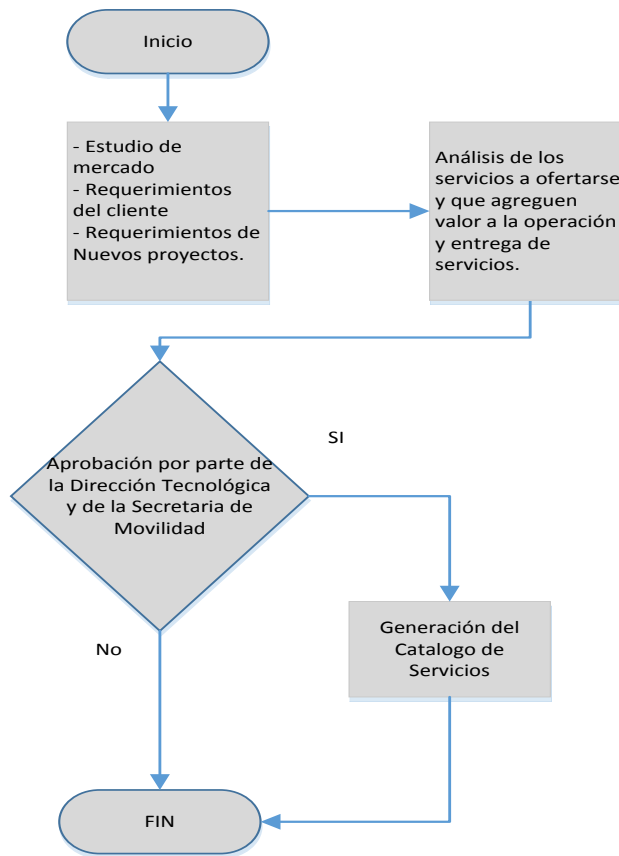 Inicio
- Estudio de
mercado
- Requerimientos
del cliente
- Requerimientos de
Nuevos proyectos.
Análisis de los
servicios a ofertarse
y que agreguen
valor a la operación
y entrega de
servicios.
Aprobación por parte de
la Dirección Tecnológica
y de la Secretaria de
Movilidad
SI
No
Generación del
Catalogo de
Servicios
FIN